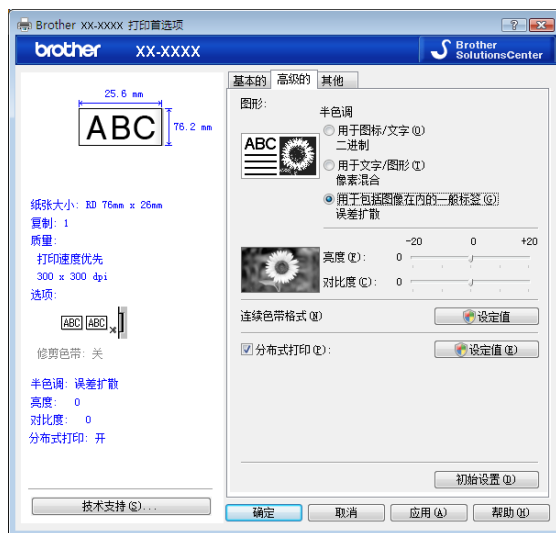 Brother XX-XXXX 打印首选项
brother XX-XXXX
Brother
SolutionsCenter
25.6 mm
ABC
76.2 mm
纸张大小: RD 76mm x 26mm
复制: 1
质量:
打印速度优先
300 x 300 dpi
选项:
ABC ABC
修剪色带: 关
半色调: 误差扩散
亮度: 0
对比度: 0
分布式打印: 开
技术支持(S)...
基本的 高级的 其他
图形:
半色调
ABC
用于图标/文字(O)
二进制
用于文字/图形(T)
像素混合
用于包括图像在内的一般标签(G)
误差扩散
-20 0 +20
亮度(F): 0
对比度(C): 0
连续色带格式(N) 设定值
分布式打印(P): 设定值(E)
初始设置(D)
确定 取消 应用(A) 帮助(H)